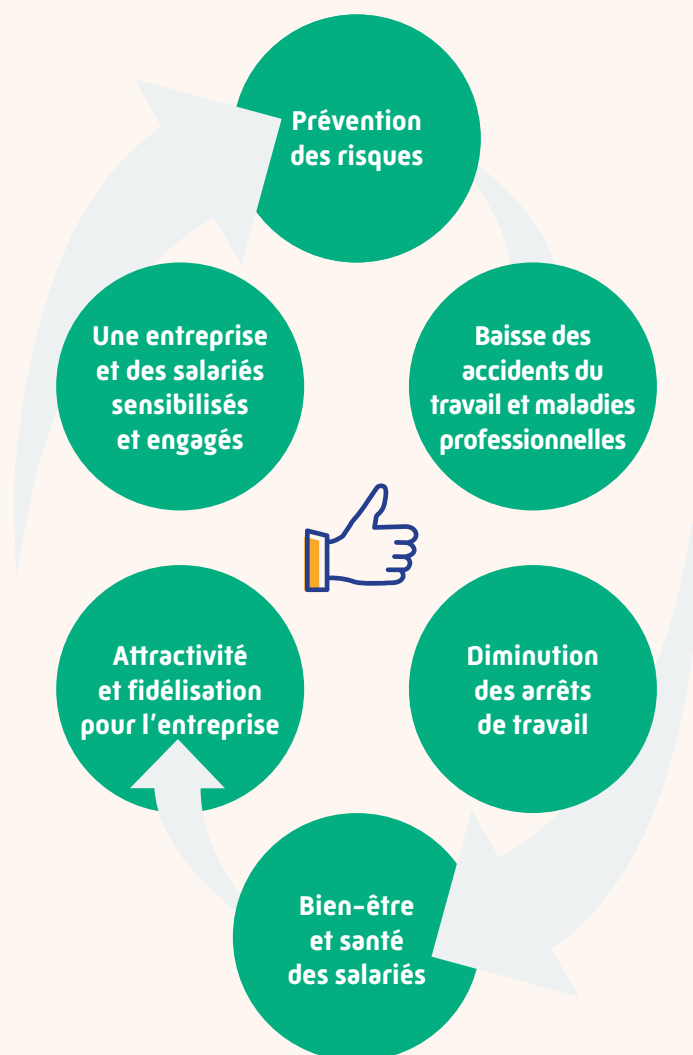 Prévention
des risques
Baisse des
accidents du
travail et maladies
professionnelles
Diminution
des arrêts
de travail
Bien-être
et santé
des salariés
Attractivité
et fidélisation
pour l'entreprise
Une entreprise
et des salariés
sensibilisés
et engagés